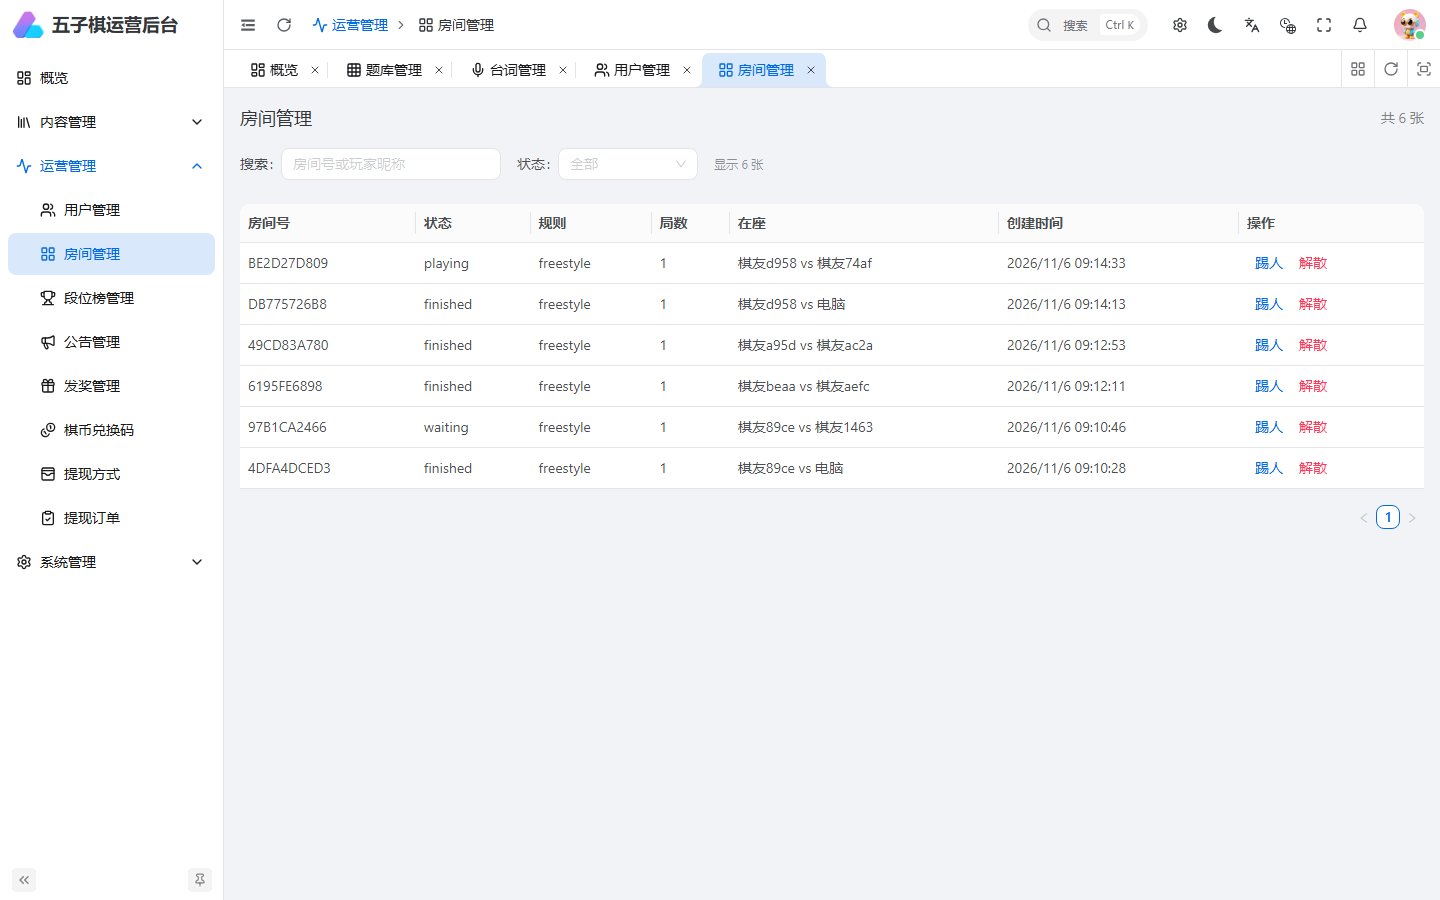 五子棋运营后台
运营管理 > 房间管理
搜索 Ctrl K
概览
内容管理
运营管理
用户管理
房间管理
段位榜管理
公告管理
发奖管理
棋币兑换码
提现方式
提现订单
系统管理
概览 × 题库管理 × 台词管理 × 用户管理 × 房间管理 ×
房间管理
共 6 张
搜索: 房间号或玩家昵称 状态: 全部 显示 6 张
房间号 状态 规则 局数 在座 创建时间 操作
BE2D27D809 playing freestyle 1 棋友d958 vs 棋友74af 2026/11/6 09:14:33 踢人 解散
DB775726B8 finished freestyle 1 棋友d958 vs 电脑 2026/11/6 09:14:13 踢人 解散
49CD83A780 finished freestyle 1 棋友a95d vs 棋友ac2a 2026/11/6 09:12:53 踢人 解散
6195FE6898 finished freestyle 1 棋友beaa vs 棋友aefc 2026/11/6 09:12:11 踢人 解散
97B1CA2466 waiting freestyle 1 棋友89ce vs 棋友1463 2026/11/6 09:10:46 踢人 解散
4DFA4DCED3 finished freestyle 1 棋友89ce vs 电脑 2026/11/6 09:10:28 踢人 解散
1